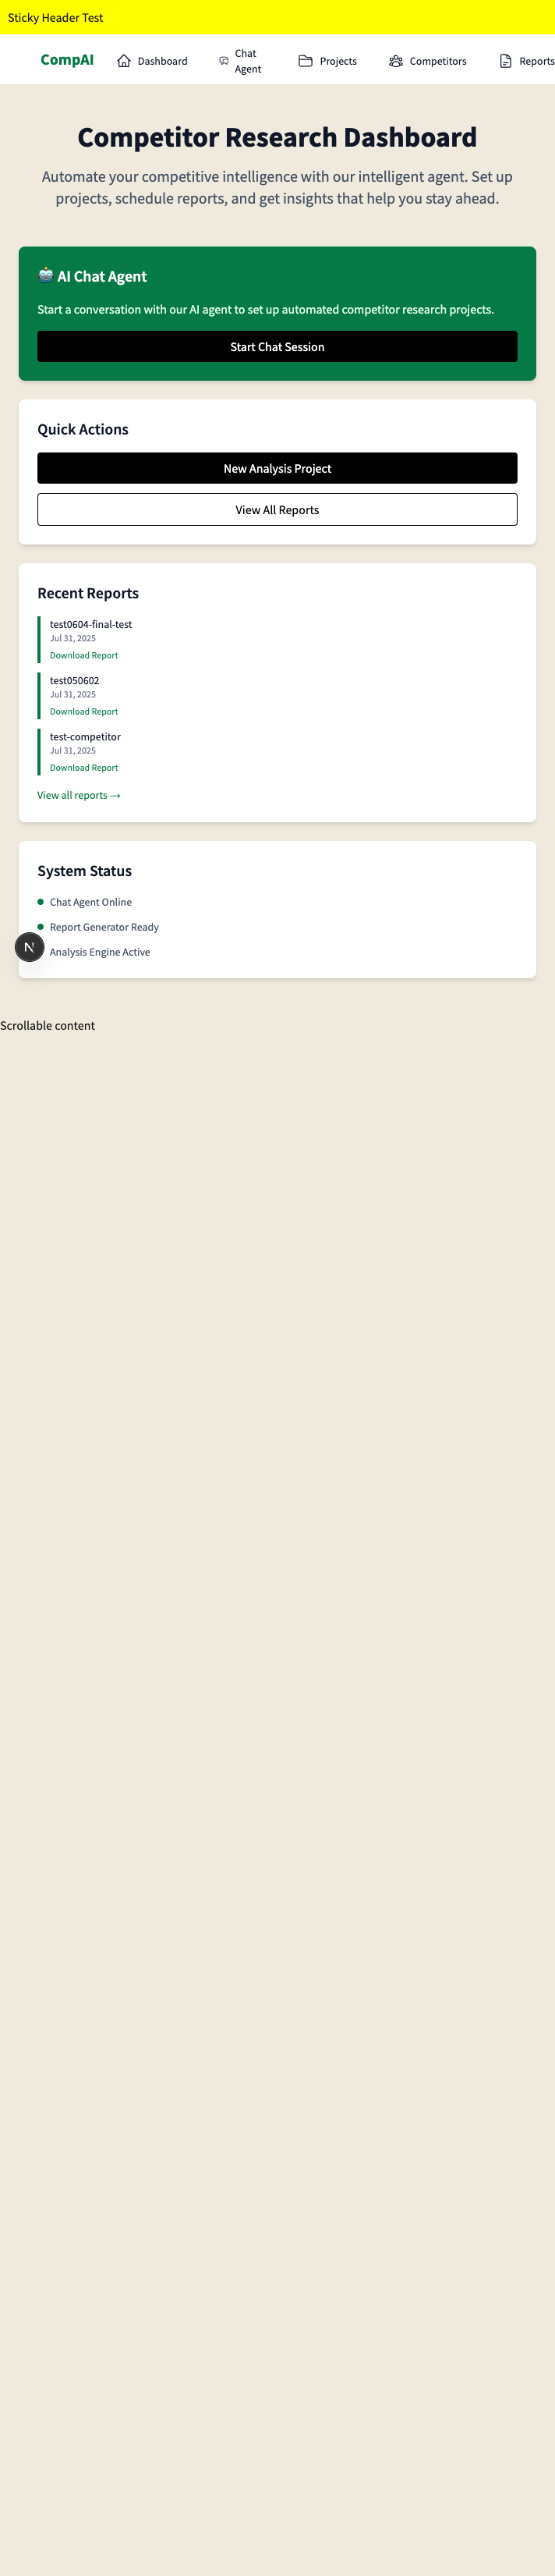 Sticky Header Test
CompAI
Dashboard
Chat
Agent
Projects
Competitors
Reports
Competitor Research Dashboard
Automate your competitive intelligence with our intelligent agent. Set up
projects, schedule reports, and get insights that help you stay ahead.
🤖 AI Chat Agent
Start a conversation with our AI agent to set up automated competitor research projects.
Start Chat Session
Quick Actions
New Analysis Project
View All Reports
Recent Reports
test0604-final-test
Jul 31, 2025
Download Report
test050602
Jul 31, 2025
Download Report
test-competitor
Jul 31, 2025
Download Report
View all reports →
System Status
Chat Agent Online
Report Generator Ready
N
Analysis Engine Active
Scrollable content